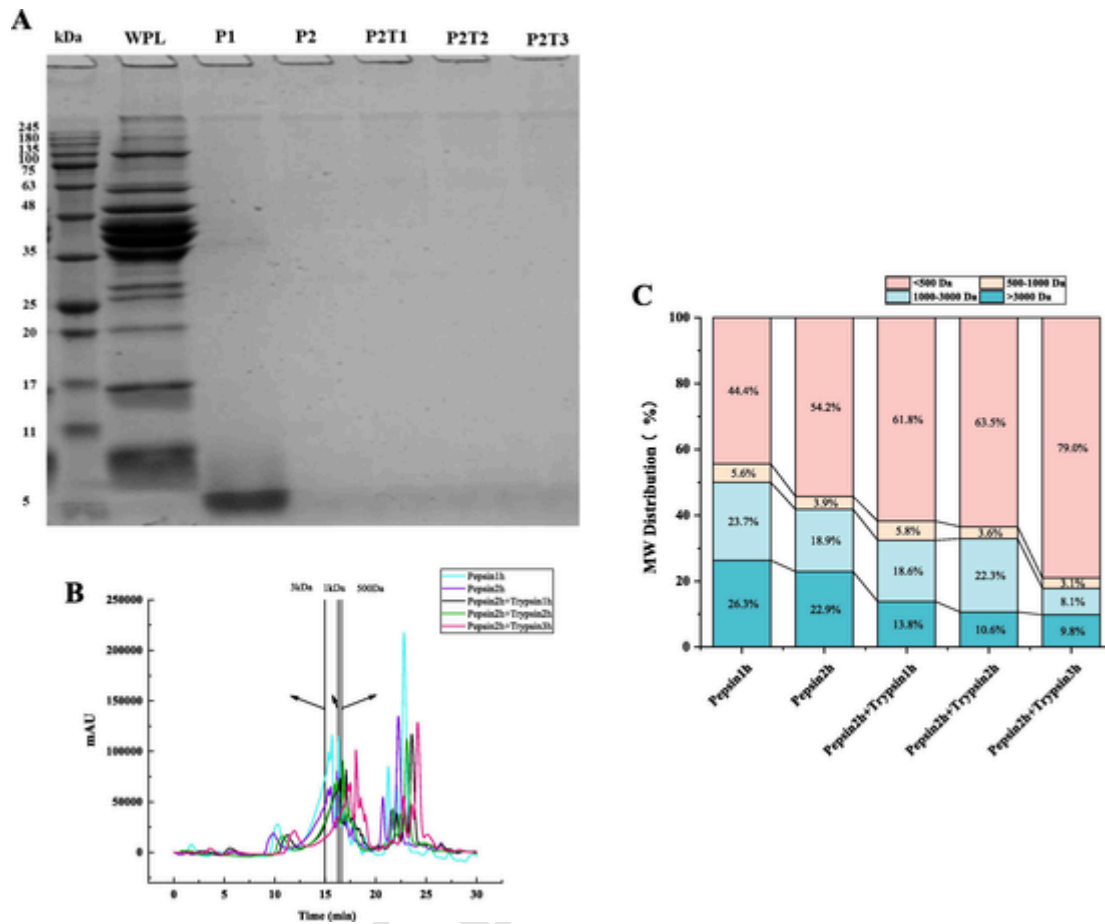 A
kDa WPL P1 P2 P2T1 P2T2 P2T3
245
180
135
100
75
63
48
35
25
20
17
11
5
B
3kDa 1kDa 500Da
Pepsin1h
Pepsin2h
Pepsin2h+Trypsin1h
Pepsin2h+Trypsin2h
Pepsin2h+Trypsin3h
250000
200000
150000
100000
50000
0
mAU
0 5 10 15 20 25 30
Time (min)
C
<500 Da 500-1000 Da
1000-3000 Da >3000 Da
100
80
60
40
20
0
MW Distribution ( %)
44.4% 54.2% 61.8% 63.5% 79.0%
5.6% 3.9% 5.8% 3.6% 3.1%
23.7% 18.9% 18.6% 22.3% 8.1%
26.3% 22.9% 13.8% 10.6% 9.8%
Pepsin1h
Pepsin2h
Pepsin2h+Trypsin1h
Pepsin2h+Trypsin2h
Pepsin2h+Trypsin3h